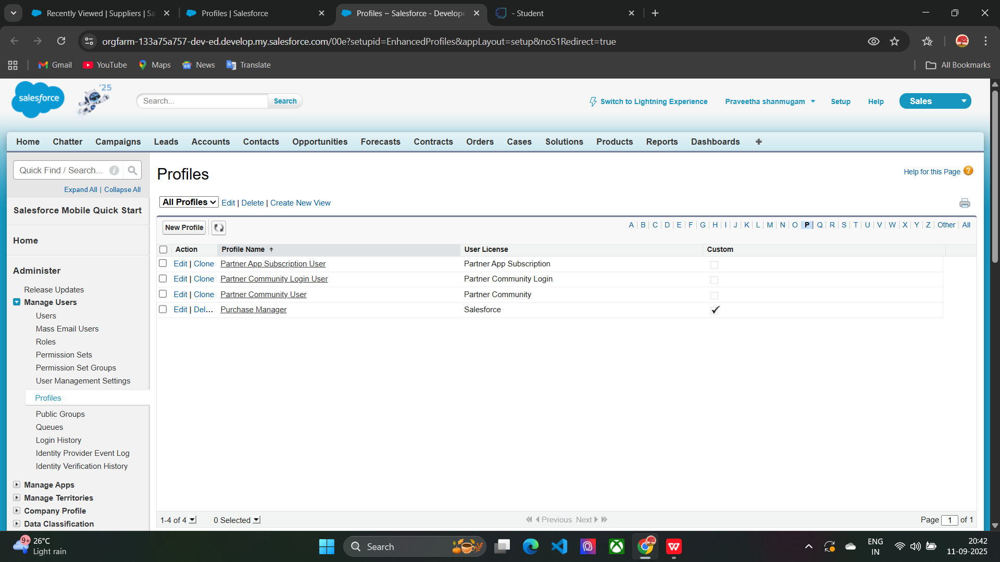 Recently Viewed | Suppliers | Sa
Profiles | Salesforce
Profiles ~ Salesforce - Develope
- Student
orgfarm-133a75a757-dev-ed.develop.my.salesforce.com/00e?setupid=EnhancedProfiles&appLayout=setup&noS1Redirect=true
Gmail
YouTube
Maps
News
Translate
All Bookmarks
salesforce
'25
Search...
Search
Switch to Lightning Experience
Praveetha shanmugam
Setup
Help
Sales
Home
Chatter
Campaigns
Leads
Accounts
Contacts
Opportunities
Forecasts
Contracts
Orders
Cases
Solutions
Products
Reports
Dashboards
Quick Find / Search...
Expand All | Collapse All
Salesforce Mobile Quick Start
Home
Administer
Release Updates
Manage Users
Users
Mass Email Users
Roles
Permission Sets
Permission Set Groups
User Management Settings
Profiles
Public Groups
Queues
Login History
Identity Provider Event Log
Identity Verification History
Manage Apps
Manage Territories
Company Profile
Data Classification
Profiles
Help for this Page ?
All Profiles
Edit | Delete | Create New View
New Profile
A | B | C | D | E | F | G | H | I | J | K | L | M | N | O | P | Q | R | S | T | U | V | W | X | Y | Z | Other | All
Action Profile Name User License Custom
Edit | Clone Partner App Subscription User Partner App Subscription
Edit | Clone Partner Community Login User Partner Community Login
Edit | Clone Partner Community User Partner Community
Edit | Del... Purchase Manager Salesforce
1-4 of 4
0 Selected
Previous Next
Page 1 of 1
9+
26°C
Light rain
Search
ENG
IN
20:42
11-09-2025